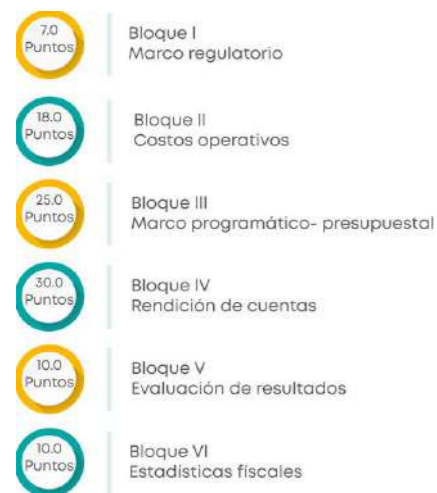 7.0
Puntos
Bloque I
Marco regulatorio
18.0
Puntos
Bloque II
Costos operativos
25.0
Puntos
Bloque III
Marco programático- presupuestal
30.0
Puntos
Bloque IV
Rendición de cuentas
10.0
Puntos
Bloque V
Evaluación de resultados
10.0
Puntos
Bloque VI
Estadísticas fiscales